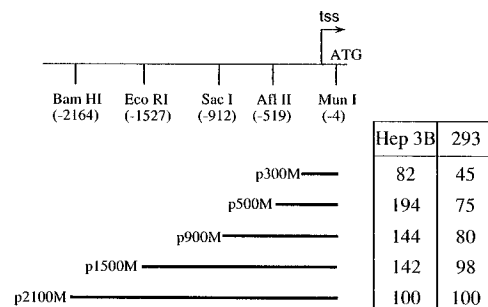 tss
ATG
Bam HI Eco RI Sac I Afl II Mun I
(-2164) (-1527) (-912) (-519) (-4)
Hep 3B 293
p300M 82 45
p500M 194 75
p900M 144 80
p1500M 142 98
p2100M 100 100